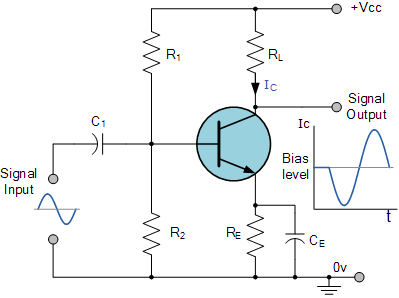 +Vcc
R1
RL
IC
C1
Signal
Output
Ic
Signal
Input
Bias
level
t
R2
RE
CE
0v